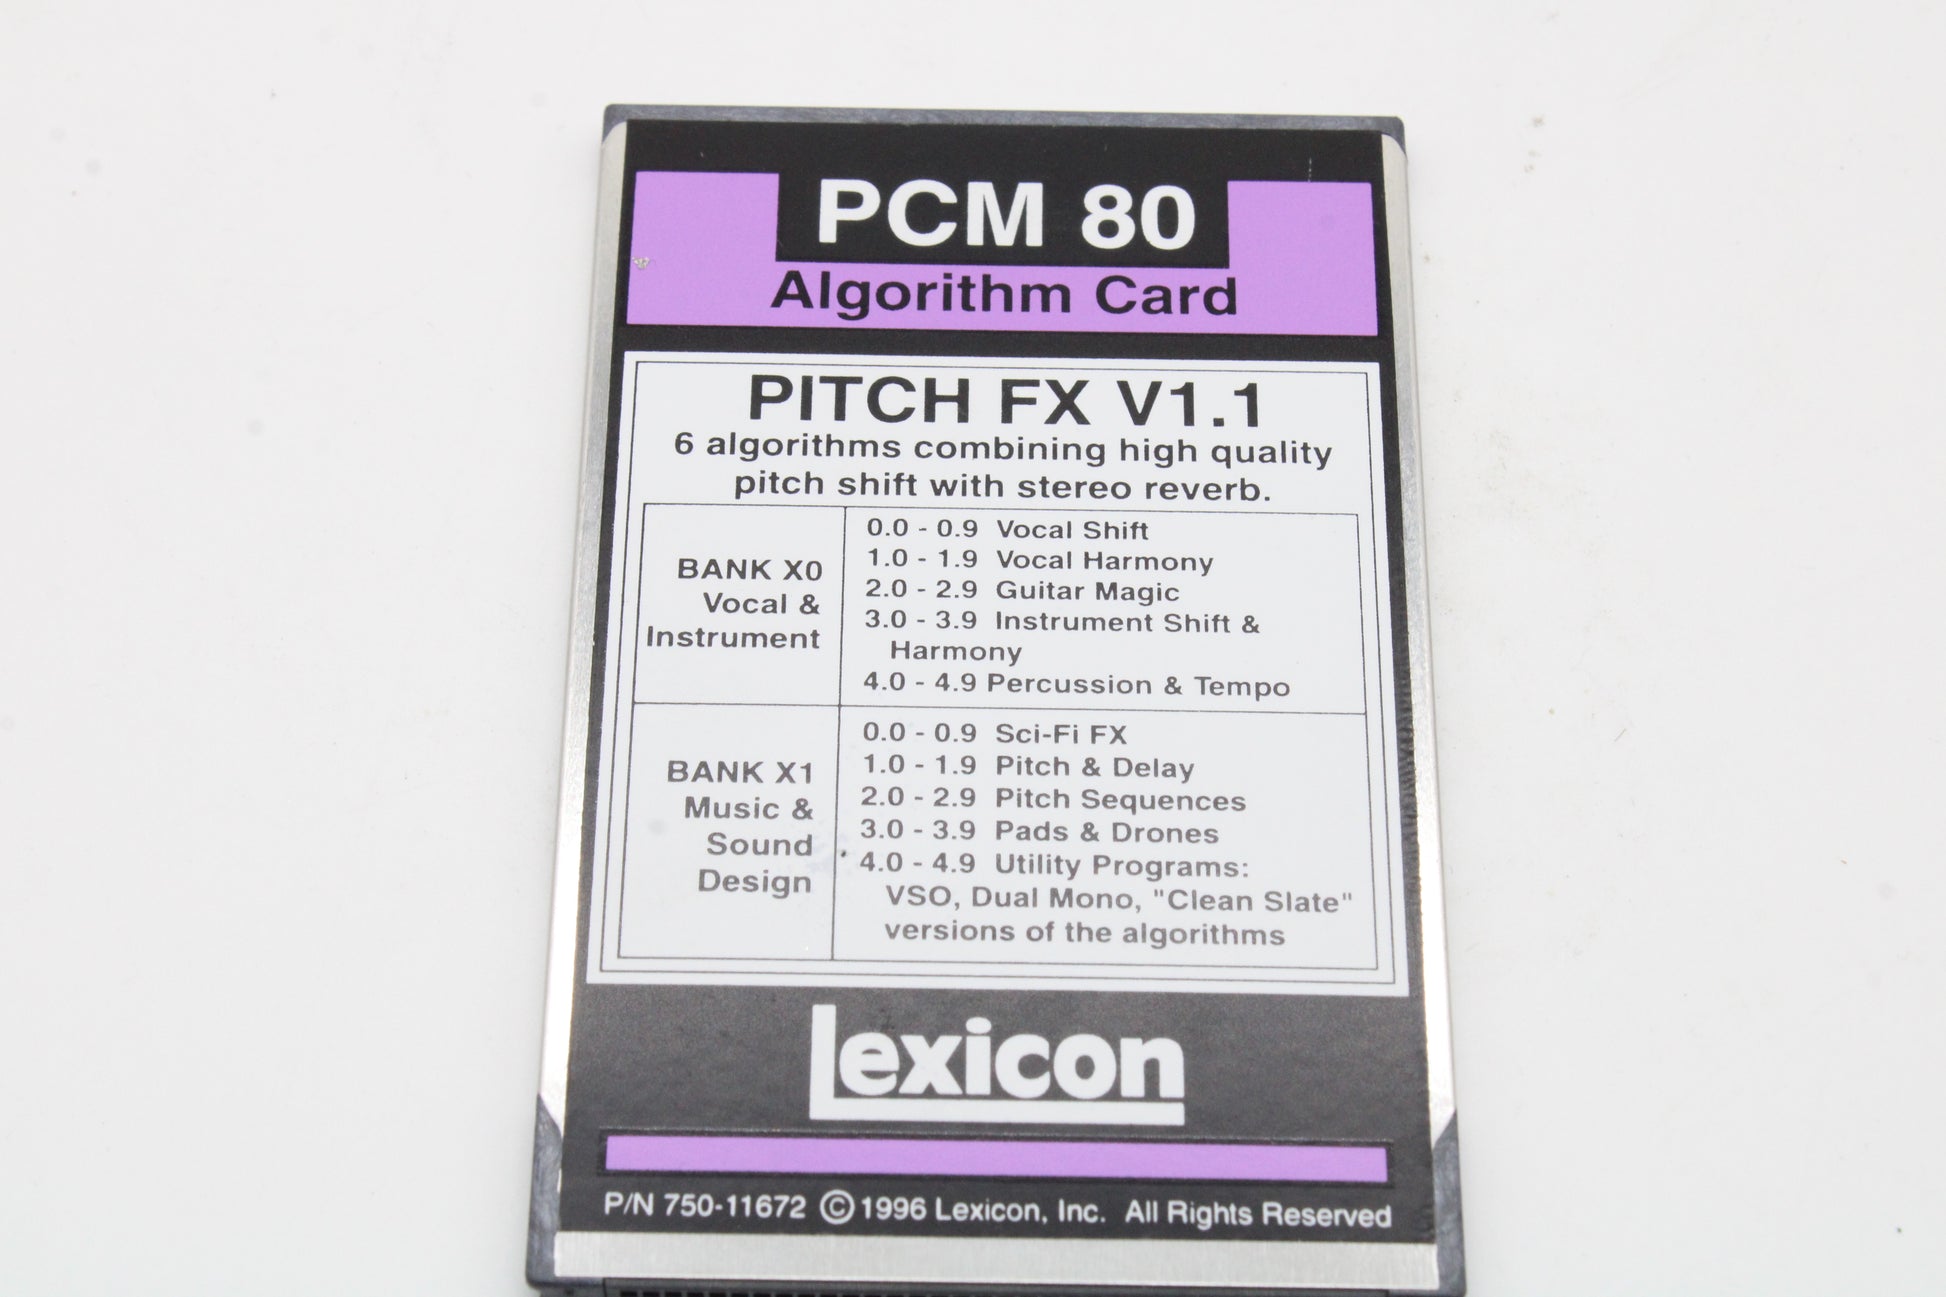 PCM 80
Algorithm Card
PITCH FX V1.1
6 algorithms combining high quality
pitch shift with stereo reverb.
BANK X0
Vocal &
Instrument
0.0 - 0.9 Vocal Shift
1.0 - 1.9 Vocal Harmony
2.0 - 2.9 Guitar Magic
3.0 - 3.9 Instrument Shift &
Harmony
4.0 - 4.9 Percussion & Tempo
BANK X1
Music &
Sound
Design
0.0 - 0.9 Sci-Fi FX
1.0 - 1.9 Pitch & Delay
2.0 - 2.9 Pitch Sequences
3.0 - 3.9 Pads & Drones
4.0 - 4.9 Utility Programs:
VSO, Dual Mono, "Clean Slate"
versions of the algorithms
Lexicon
P/N 750-11672 © 1996 Lexicon, Inc. All Rights Reserved